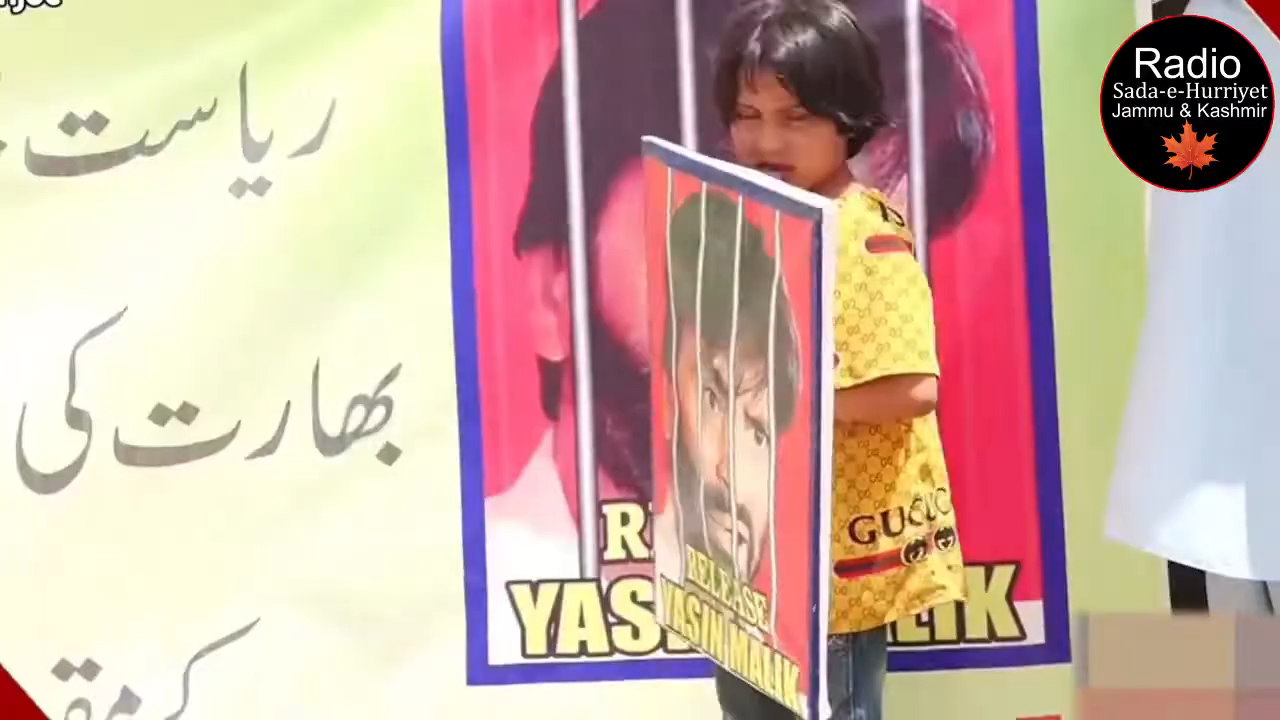 Radio
Sada-e-Hurriyet
Jammu & Kashmir
ریاست
بھارت کی
RELEASE
YASIN MALIK
GUCCI